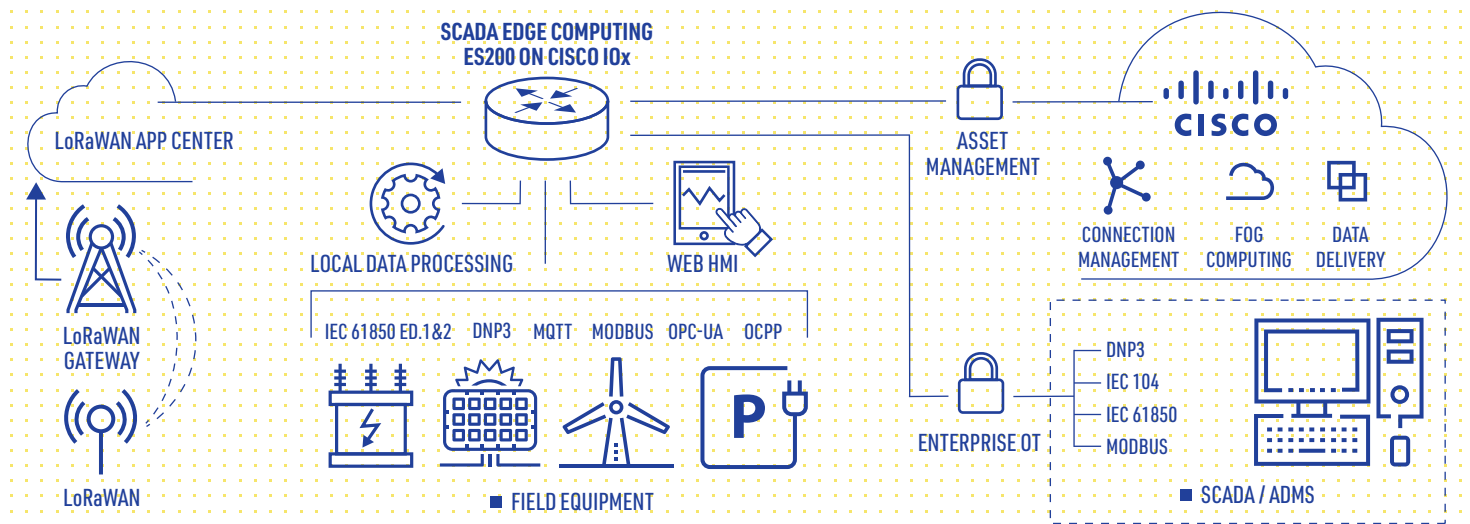 SCADA EDGE COMPUTING
ES200 ON CISCO IOx
LoRaWAN APP CENTER
ASSET
MANAGEMENT
CISCO
CONNECTION
MANAGEMENT
FOG
COMPUTING
DATA
DELIVERY
LOCAL DATA PROCESSING
WEB HMI
LoRaWAN
GATEWAY
LoRaWAN
IEC 61850 ED.1&2
DNP3
MQTT
MODBUS
OPC-UA
OCPP
P
FIELD EQUIPMENT
ENTERPRISE OT
DNP3
IEC 104
IEC 61850
MODBUS
SCADA / ADMS